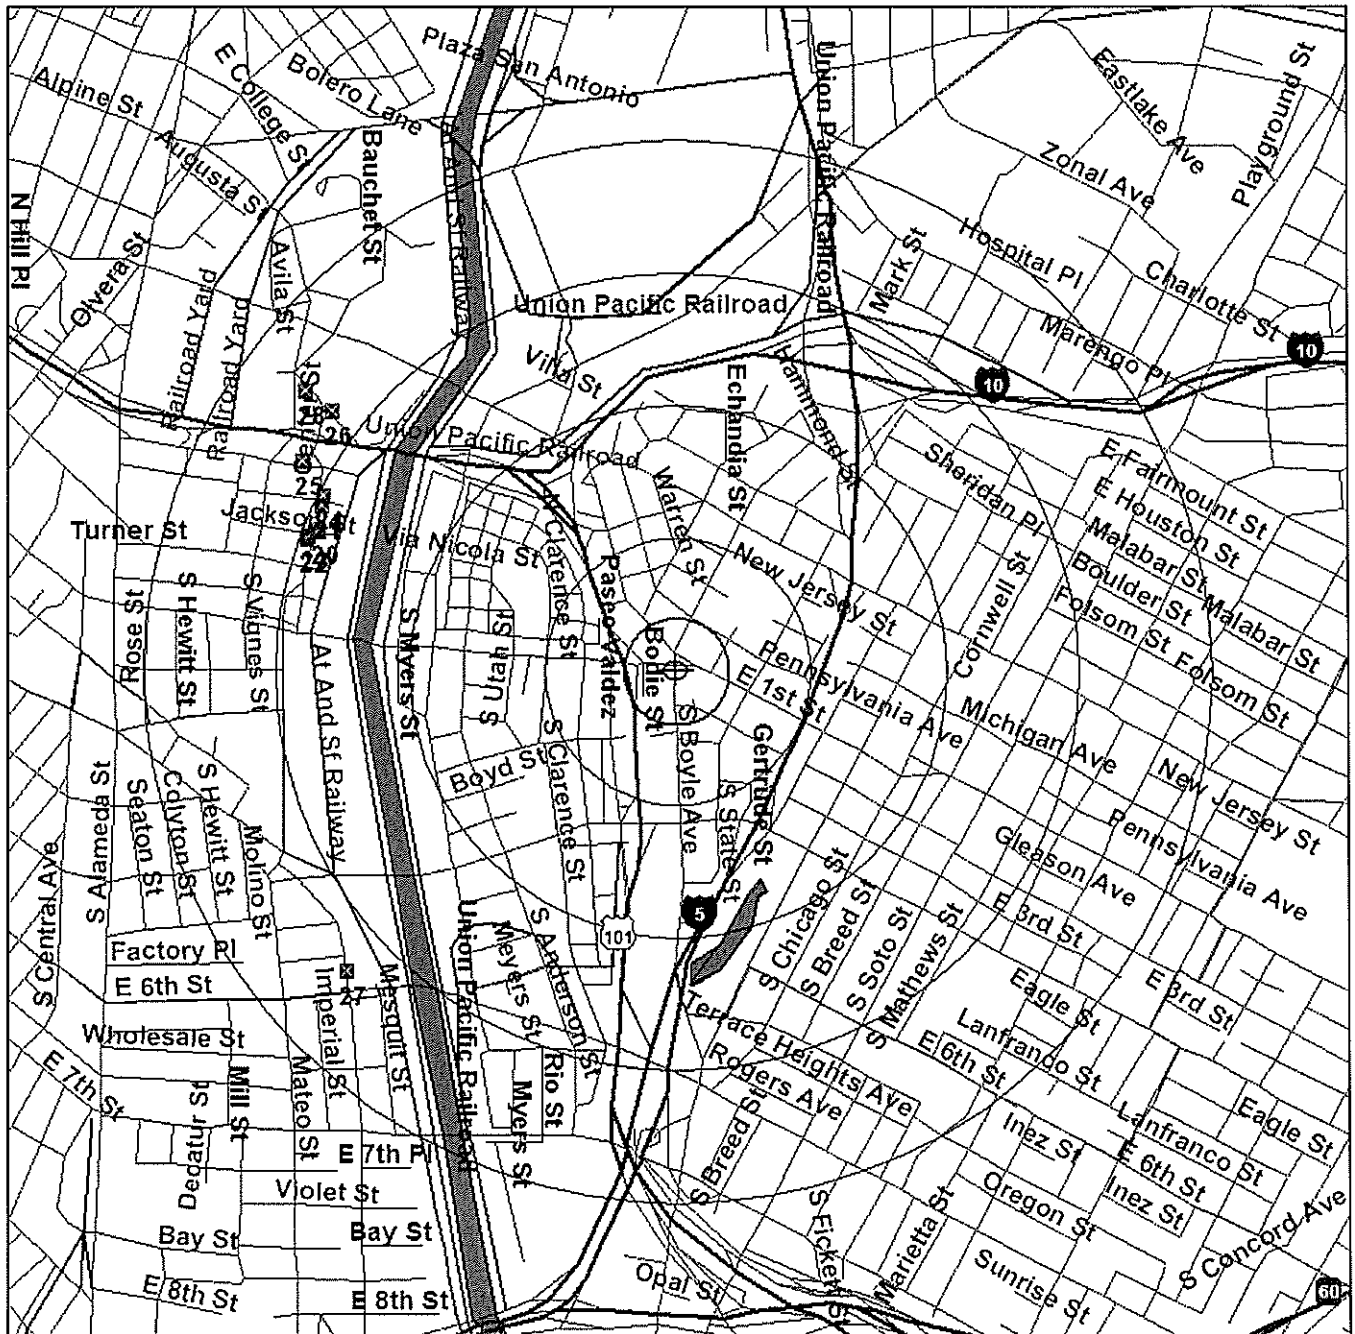 Plaza San Antonio
E College St
Bolero Lane
Alpine St
Augusta St
Bauchet St
At And Sf Railway
Union Pacific Railroad
Eastlake Ave
Playground St
Zonal Ave
Hospital Pl
Charlotte St
Mark St
Marengo Pl
N Hill Pl
Olvera St
Avila St
Railroad Yard
Railroad Yard
Union Pacific Railroad
Villa St
Echandia St
Hammond St
10
10
26
Union Pacific Railroad
25
Jackson St
Turner St
20
22
Via Nicola St
N Clarence St
Warren St
New Jersey St
Sheridan Pl
E Fairmount St
E Houston St
Malabar St
Malabar St
Boulder St
Folsom St
Folsom St
Cornwell St
Rose St
S Hewitt St
S Vignes St
At And Sf Railway
S Myers St
S Utah St
Paseo Valdez
Bodie St
Pennsylvania Ave
E 1st St
Michigan Ave
New Jersey St
Pennsylvania Ave
Gertrude St
S Boyle Ave
S State St
Boyd St
S Clarence St
S Central Ave
S Alameda St
Seaton St
Colyton St
S Hewitt St
Molino St
Gleason Ave
E 3rd St
E 3rd St
S Chicago St
S Breed St
S Soto St
S Mathews St
5
101
Factory Pl
E 6th St
27
Imperial St
Mesquit St
Union Pacific Railroad
Meyers St
S Anderson St
Eagle St
Lanfranco St
E 6th St
Terrace Heights Ave
Rogers Ave
Wholesale St
E 7th St
Mill St
Decatur St
Mateo St
Rio St
Myers St
S Breed St
Inez St
Lanfranco St
E 6th St
Inez St
Eagle St
E 7th Pl
Violet St
Bay St
Bay St
E 8th St
E 8th St
Opal St
S Fickett St
Marietta St
Oregon St
Sunrise St
S Concord Ave
60